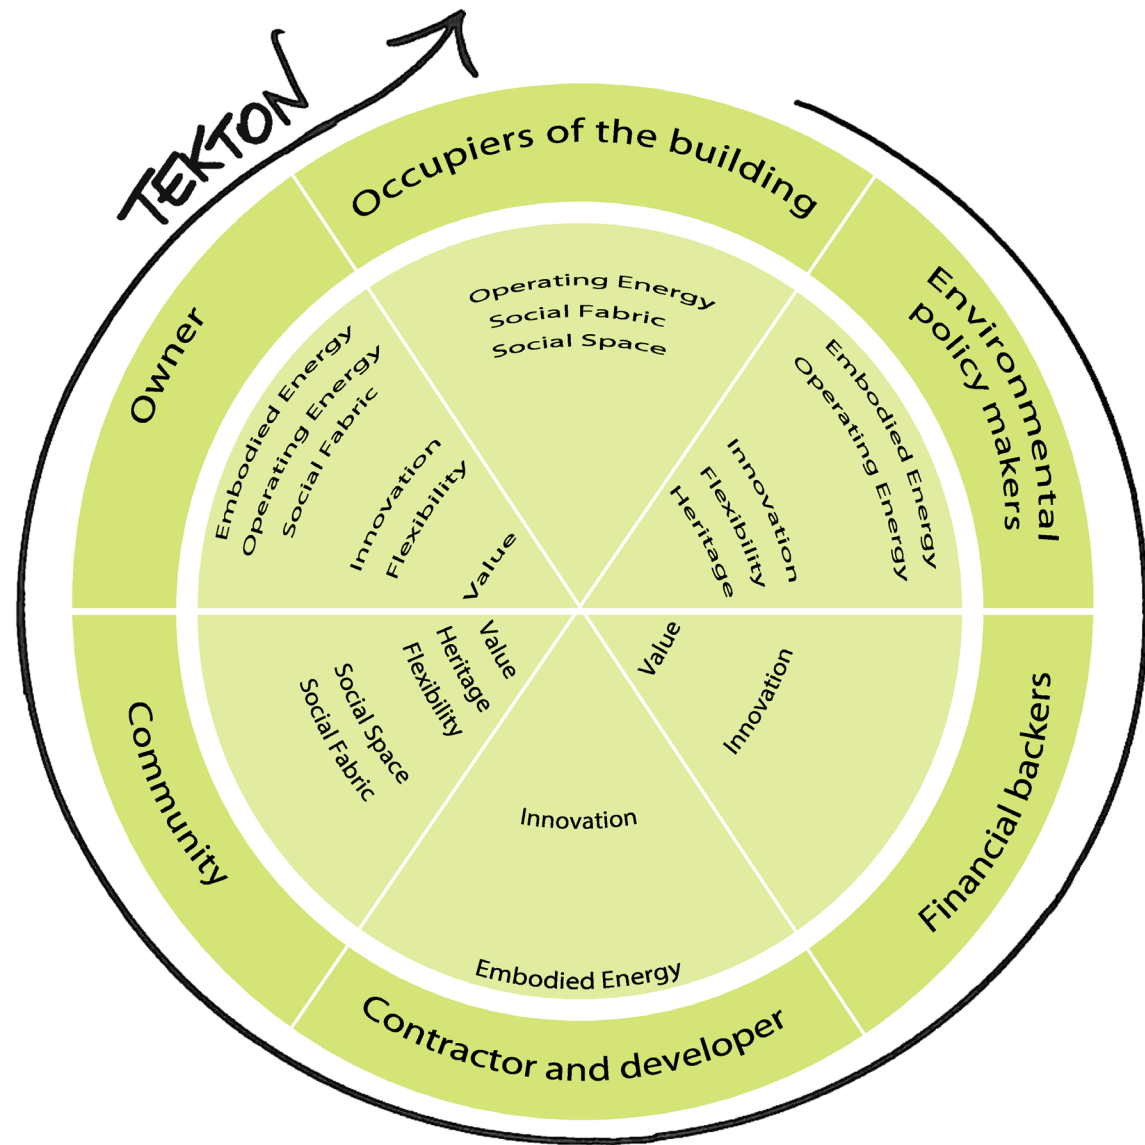 TEKTON
Occupiers of the building
Operating Energy
Social Fabric
Social Space
Environmental
policy makers
Embodied Energy
Operating Energy
Innovation
Flexibility
Heritage
Financial backers
Value
Innovation
Contractor and developer
Innovation
Embodied Energy
Community
Value
Heritage
Flexibility
Social Space
Social Fabric
Owner
Embodied Energy
Operating Energy
Social Fabric
Innovation
Flexibility
Value